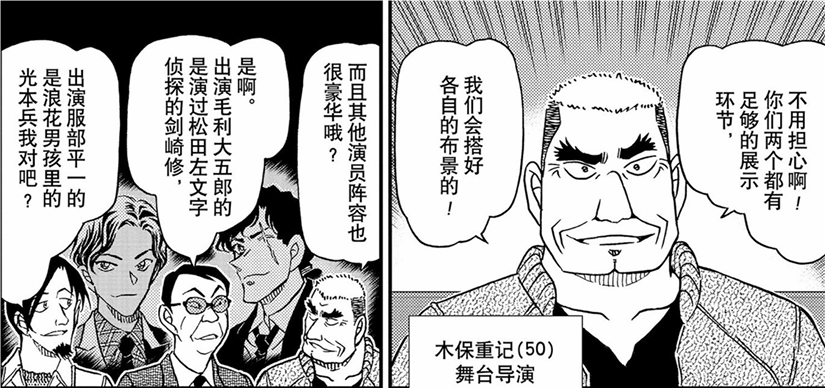 不用担心啊!
你们两个都有
足够的展示
环节,
我们会搭好
各自的布景的!
木保重记(50)
舞台导演
而且其他演员阵容也
很豪华哦?
是啊。
出演毛利大五郎的
是演过松田左文字
侦探的剑崎修,
出演服部平一的
是浪花男孩里的
光本兵我对吧?